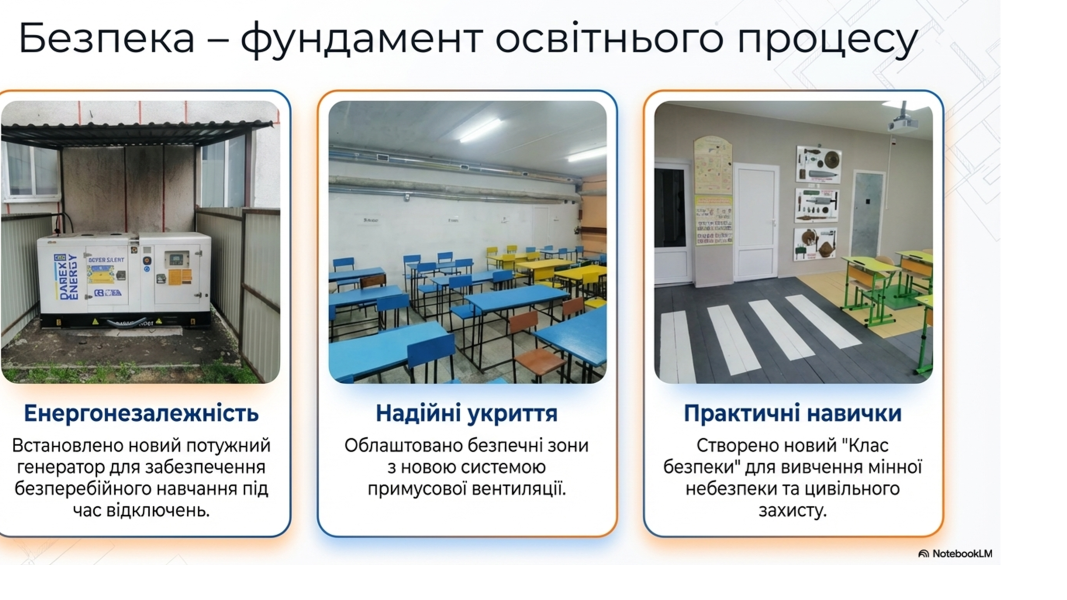 Безпека – фундамент освітнього процесу
DAREX
ENERGY
Енергонезалежність
Встановлено новий потужний
генератор для забезпечення
безперебійного навчання під
час відключень.
Надійні укриття
Облаштовано безпечні зони
з новою системою
примусової вентиляції.
Практичні навички
Створено новий "Клас
безпеки" для вивчення мінної
небезпеки та цивільного
захисту.
NotebookLM